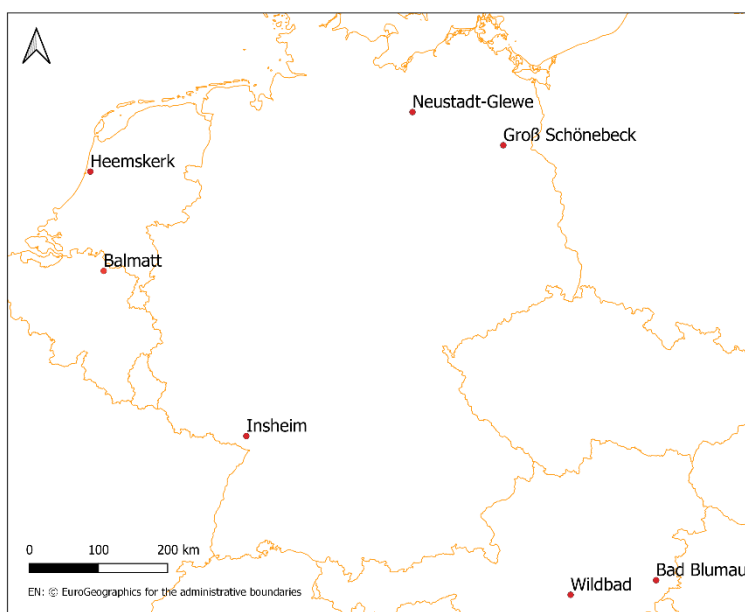 Neustadt-Glewe
Groß Schönebeck
Heemskerk
Balmatt
Insheim
0 100 200 km
Bad Blumau
Wildbad
EN: © EuroGeographics for the administrative boundaries